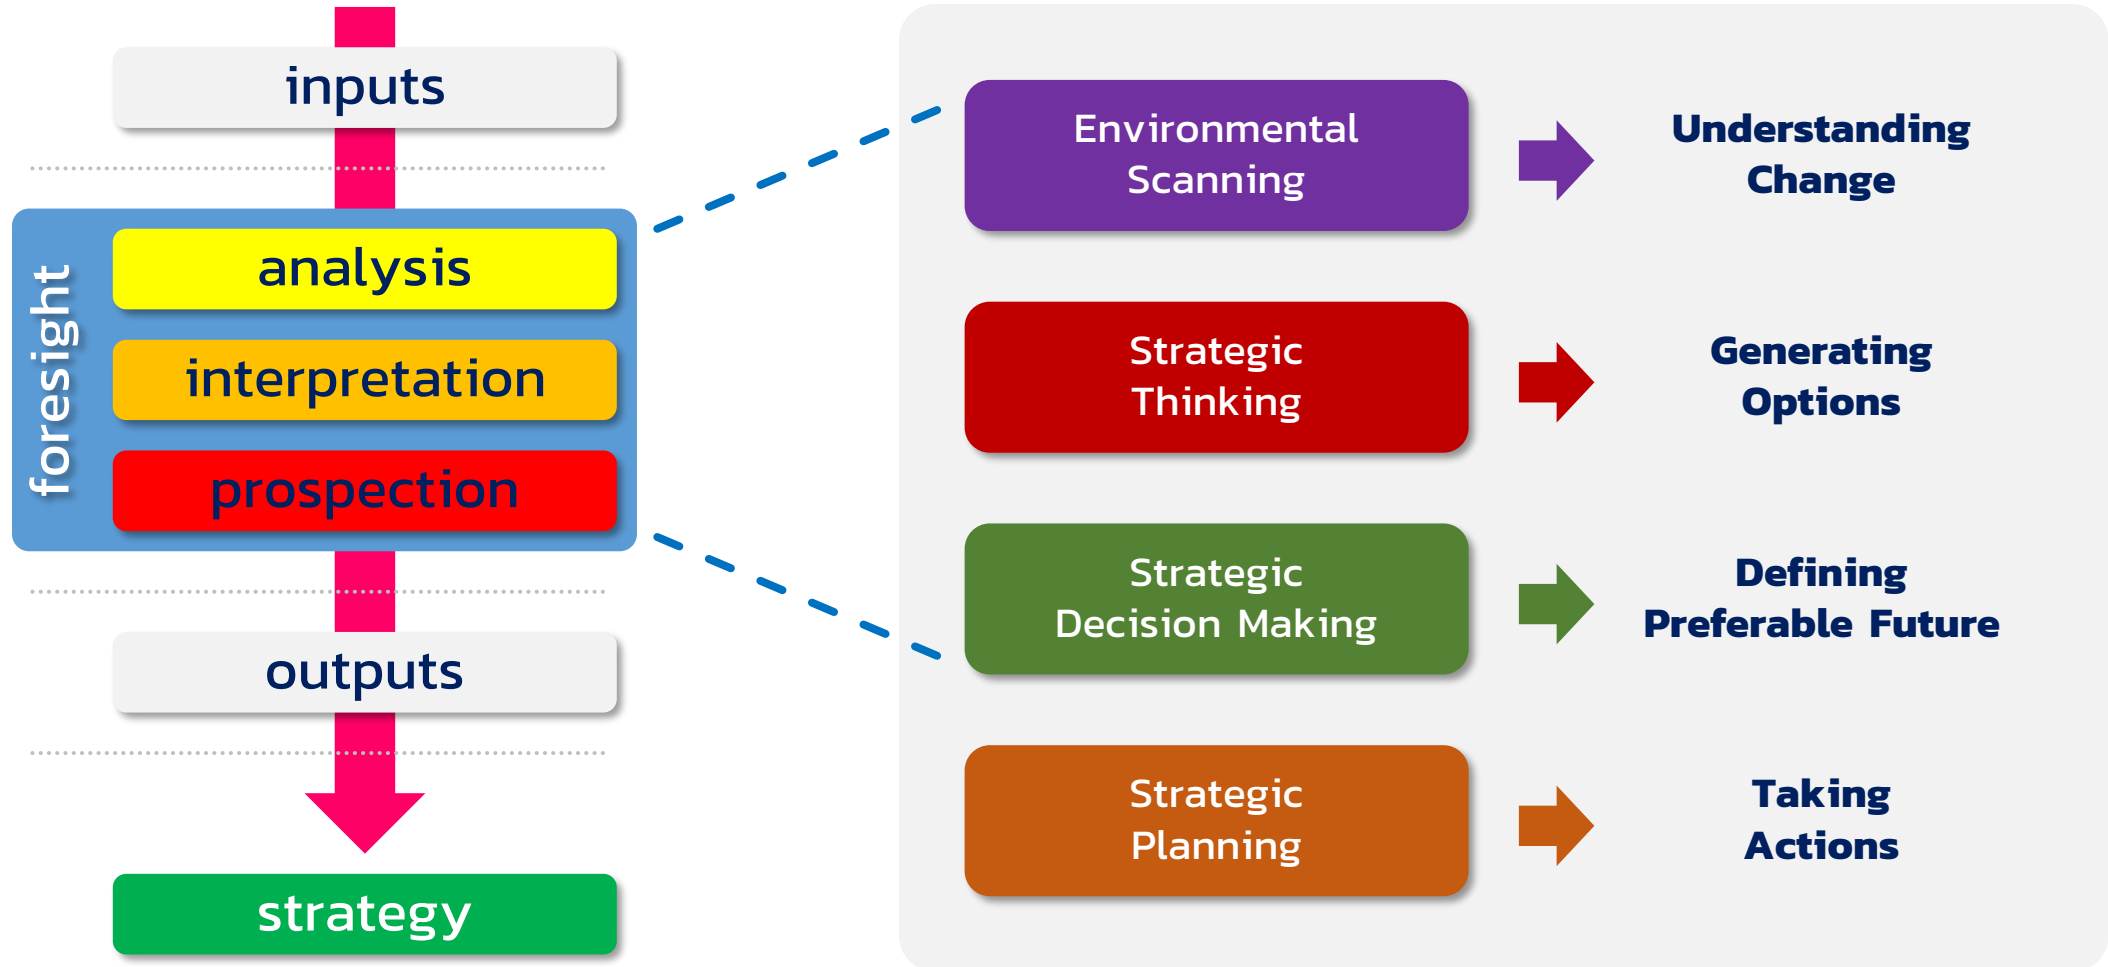 inputs
foresight
analysis
interpretation
prospection
outputs
strategy
Environmental
Scanning
Understanding
Change
Strategic
Thinking
Generating
Options
Strategic
Decision Making
Defining
Preferable Future
Strategic
Planning
Taking
Actions